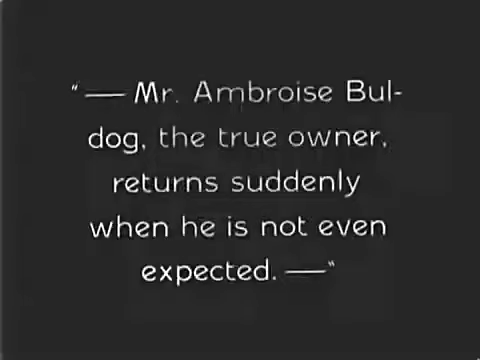 “— Mr. Ambroise Bul-
dog, the true owner,
returns suddenly
when he is not even
expected. —”